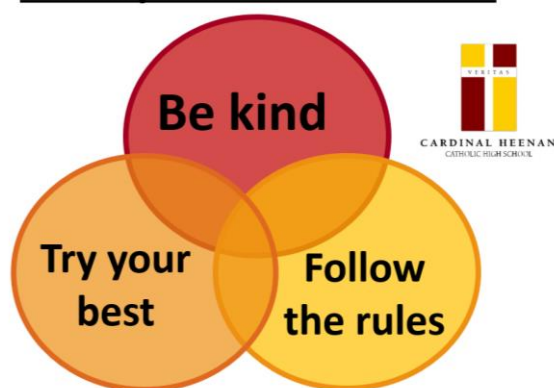 Be kind
VERITAS
CARDINAL HEENAN
CATHOLIC HIGH SCHOOL
Try your
best
Follow
the rules